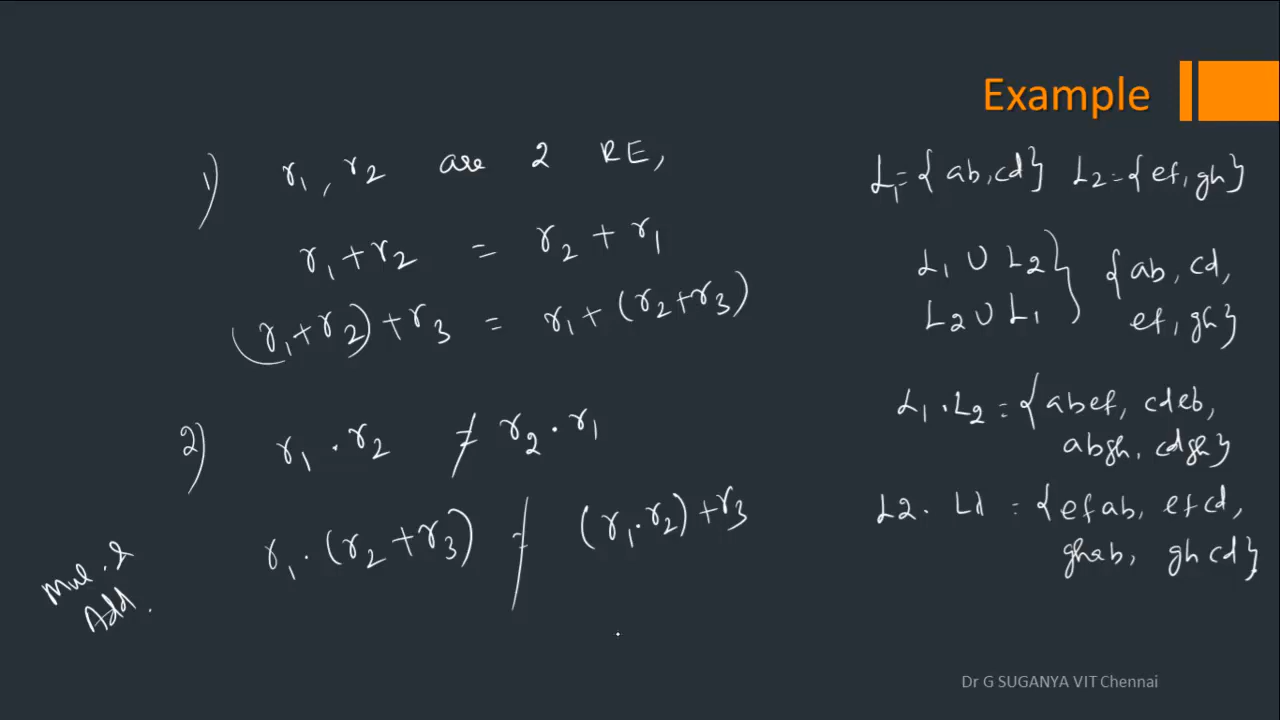 Example
1) r₁, r₂ are 2 RE,
r₁ + r₂ = r₂ + r₁
(r₁ + r₂) + r₃ = r₁ + (r₂ + r₃)
2) r₁ . r₂ ≠ r₂ . r₁
r₁ . (r₂ + r₃) ≠ (r₁ . r₂) + r₃
Mul. &
Add.
L₁ = {ab, cd} L₂ = {ef, gh}
L₁ ∪ L₂ } {ab, cd,
L₂ ∪ L₁ } ef, gh}
L₁ . L₂ = {abef, cdeb,
abgh, cdgh}
L2 . L1 = {efab, efcd,
ghab, ghcd}
Dr G SUGANYA VIT Chennai